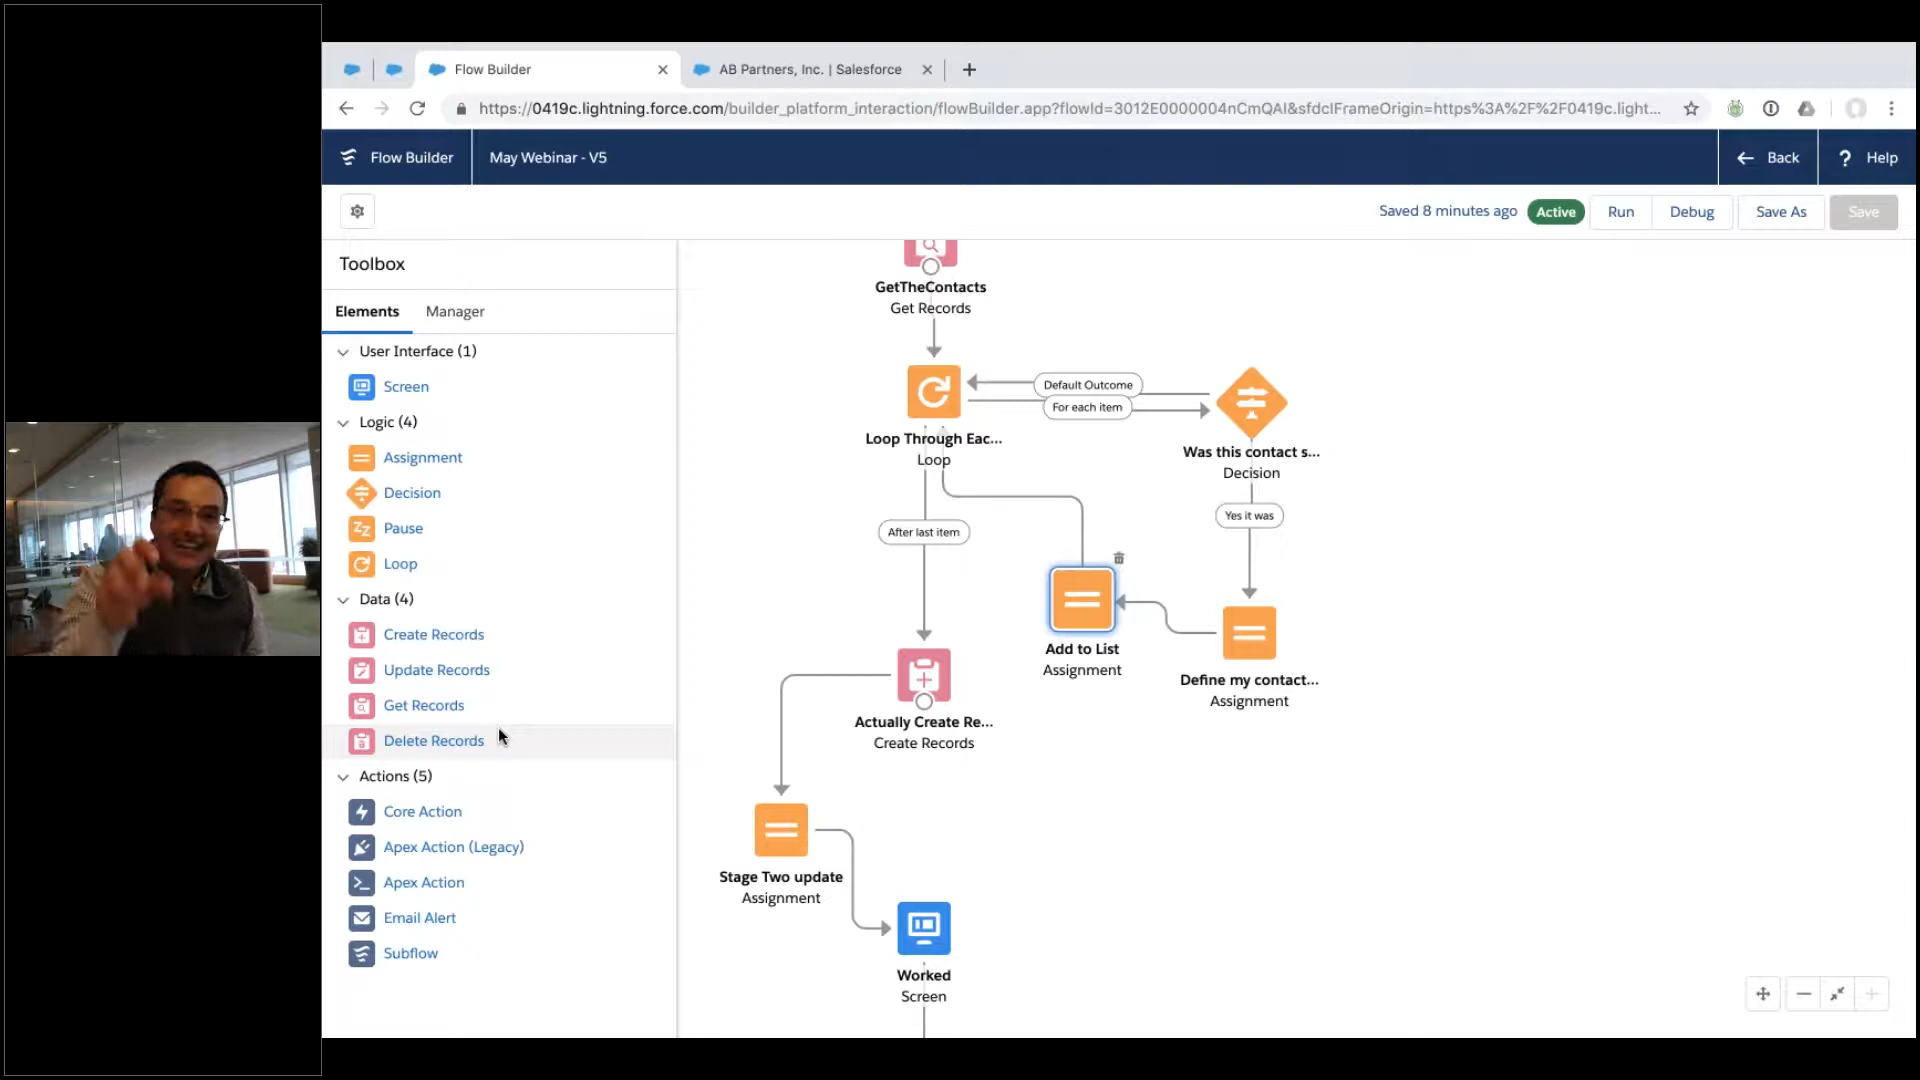 Flow Builder
AB Partners, Inc. | Salesforce
https://0419c.lightning.force.com/builder_platform_interaction/flowBuilder.app?flowId=3012E0000004nCmQAI&sfdcIFrameOrigin=https%3A%2F%2F0419c.light...
Flow Builder
May Webinar - V5
Back
? Help
Saved 8 minutes ago
Active
Run
Debug
Save As
Save
Toolbox
Elements
Manager
User Interface (1)
Screen
Logic (4)
Assignment
Decision
Pause
Loop
Data (4)
Create Records
Update Records
Get Records
Delete Records
Actions (5)
Core Action
Apex Action (Legacy)
Apex Action
Email Alert
Subflow
GetTheContacts
Get Records
Default Outcome
For each item
Loop Through Eac...
Loop
Was this contact s...
Decision
Yes it was
After last item
Add to List
Assignment
Define my contact...
Assignment
Actually Create Re...
Create Records
Stage Two update
Assignment
Worked
Screen